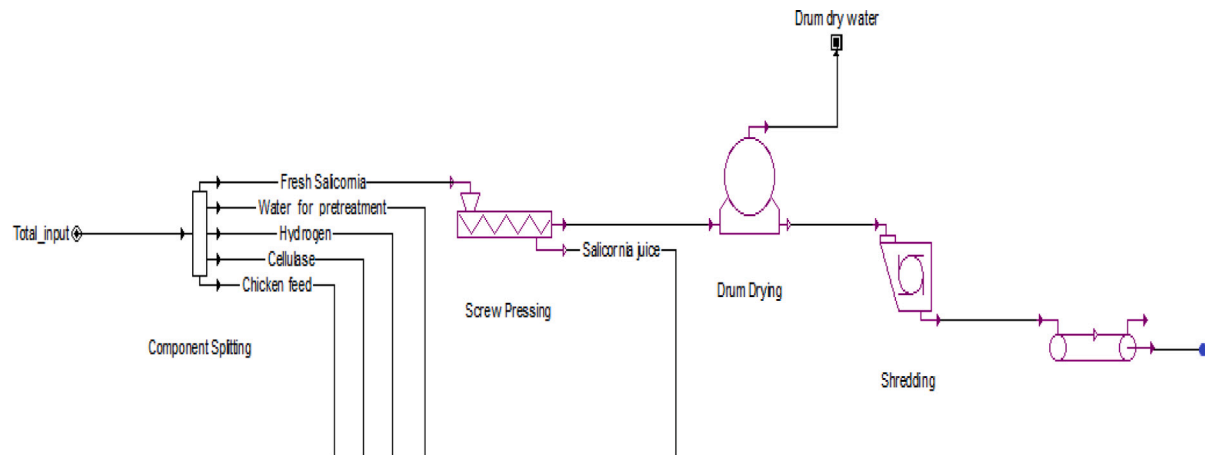 Drum dry water
Fresh Salicornia
Water for pretreatment
Total_input
Hydrogen
Cellulase
Chicken feed
Salicornia juice
Component Splitting
Screw Pressing
Drum Drying
Shredding